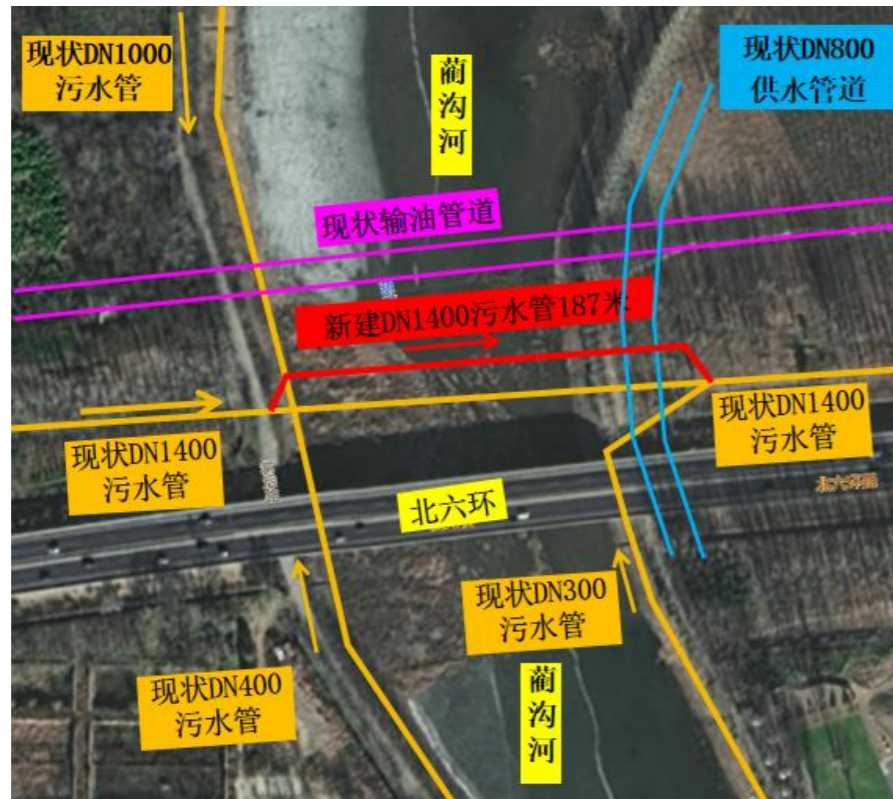 现状DN1000
污水管
蔺
沟
河
现状DN800
供水管道
现状输油管道
新建DN1400污水管187米
现状DN1400
污水管
现状DN1400
污水管
北六环
现状DN300
污水管
现状DN400
污水管
蔺
沟
河